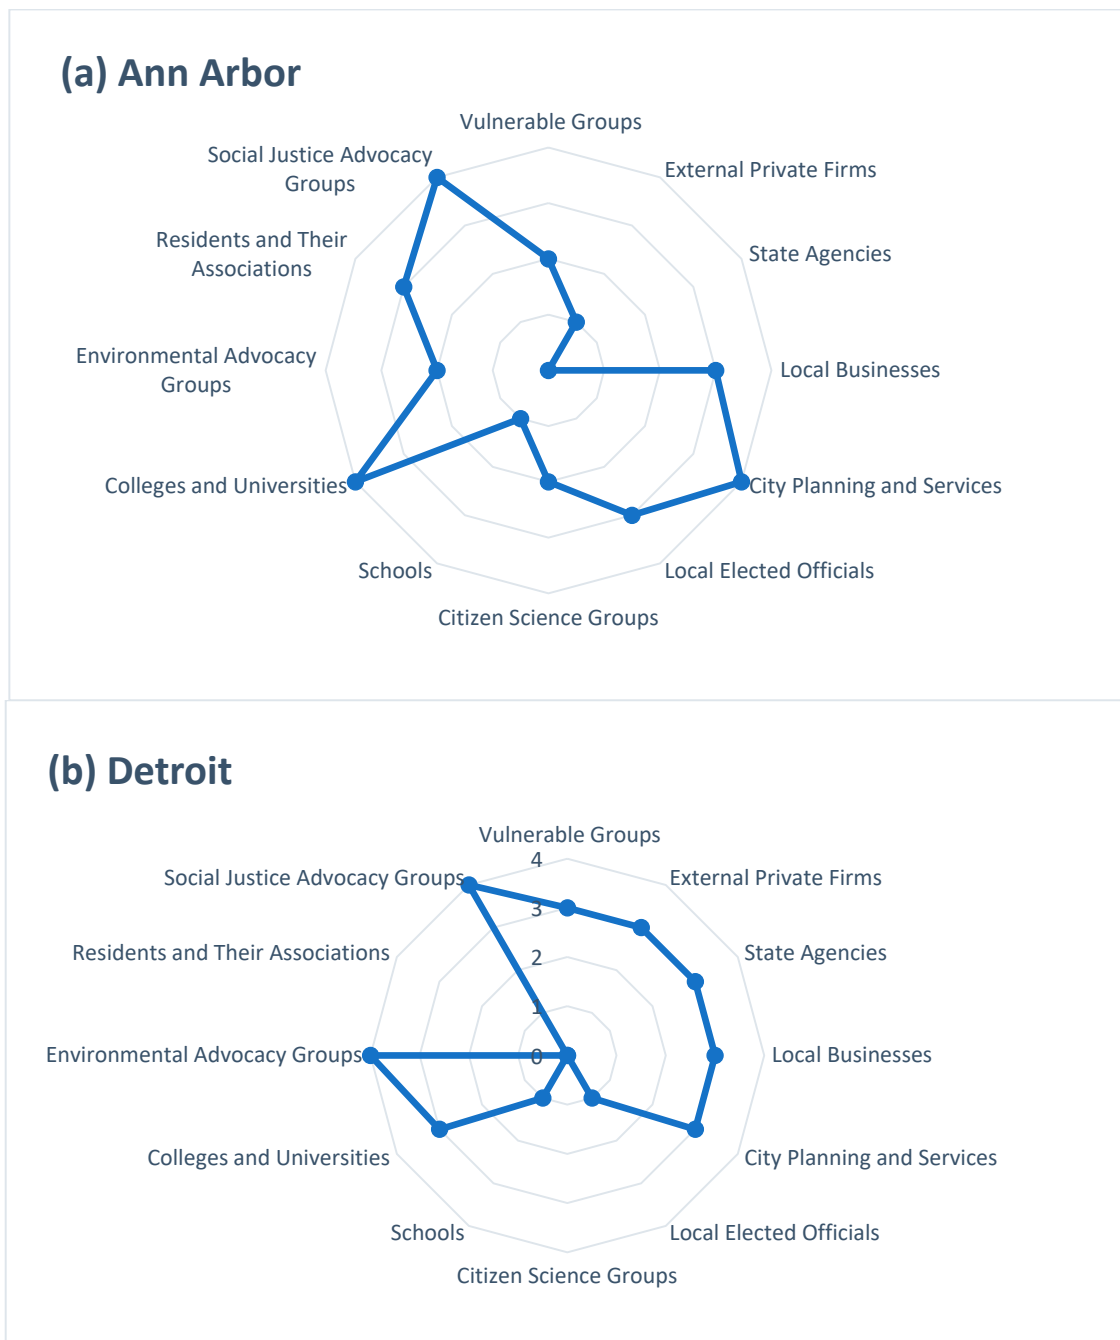 (a) Ann Arbor
Vulnerable Groups
External Private Firms
State Agencies
Local Businesses
City Planning and Services
Local Elected Officials
Citizen Science Groups
Schools
Colleges and Universities
Environmental Advocacy
Groups
Residents and Their
Associations
Social Justice Advocacy
Groups
(b) Detroit
Vulnerable Groups
External Private Firms
State Agencies
Local Businesses
City Planning and Services
Local Elected Officials
Citizen Science Groups
Schools
Colleges and Universities
Environmental Advocacy Groups
Residents and Their Associations
Social Justice Advocacy Groups
4
3
2
1
0